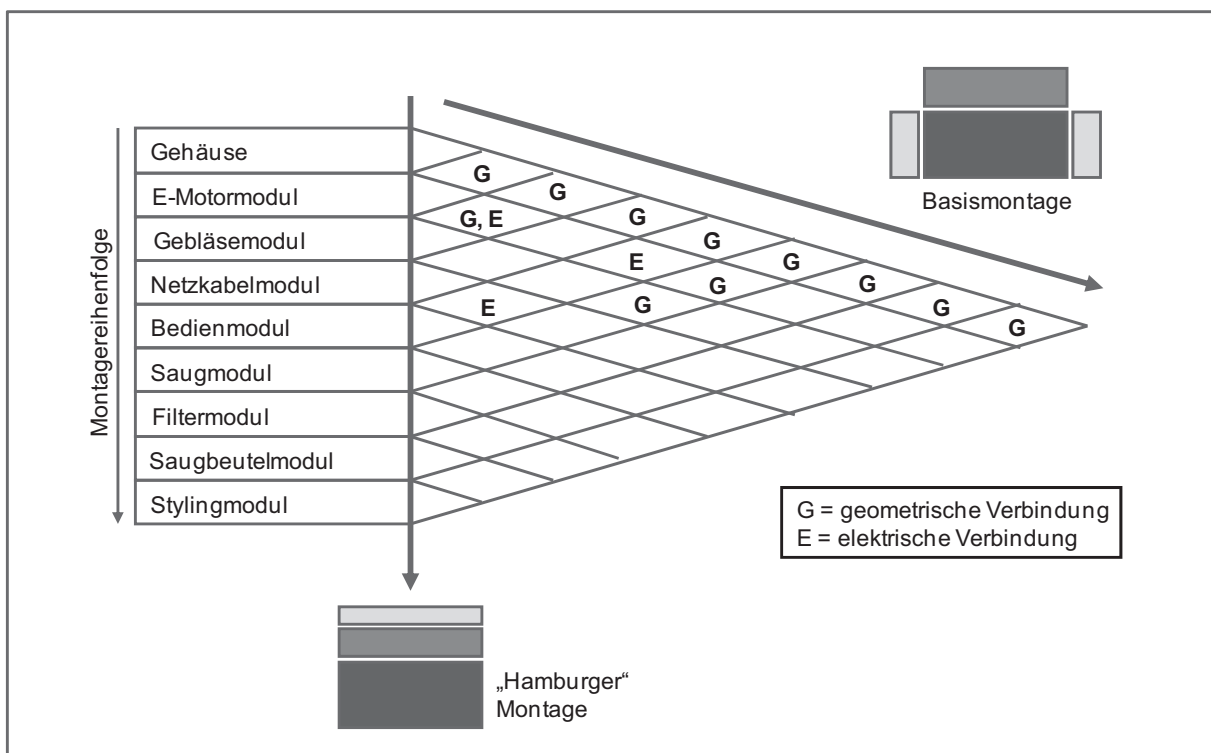 Basismontage
Montagereihenfolge
Gehäuse
E-Motormodul
Gebläsemodul
Netzkabelmodul
Bedienmodul
Saugmodul
Filtermodul
Saugbeutelmodul
Stylingmodul
G
G
G, E
G
G
E
G
G
E
G
G
G
G
G = geometrische Verbindung
E = elektrische Verbindung
„Hamburger“
Montage